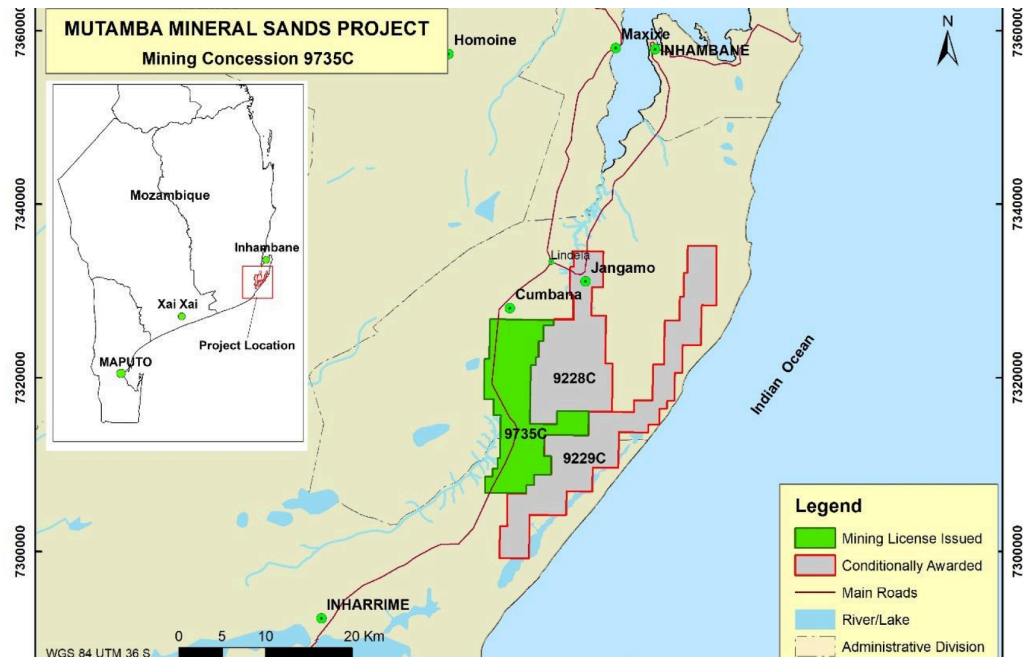 MUTAMBA MINERAL SANDS PROJECT
Mining Concession 9735C
Homoine
Maxixe
INHAMBANE
N
7360000
7360000
Mozambique
Inhambane
Xai Xai
Project Location
MAPUTO
7340000
7340000
Lindela
Jangamo
Cumbana
7320000
7320000
9228C
9735C
9229C
Indian Ocean
7300000
7300000
INHARRIME
0 5 10 20 Km
WGS 84 UTM 36 S
Legend
Mining License Issued
Conditionally Awarded
Main Roads
River/Lake
Administrative Division